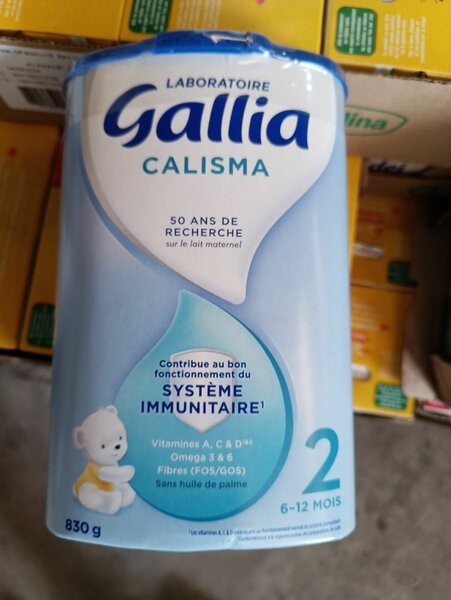 LABORATOIRE
Gallia
CALISMA
50 ANS DE
RECHERCHE
sur le lait maternel
Contribue au bon
fonctionnement du
SYSTÈME
IMMUNITAIRE¹
Vitamines A, C & D¹&²
Omega 3 & 6
Fibres (FOS/GOS)
Sans huile de palme
2
6-12 MOIS
830 g